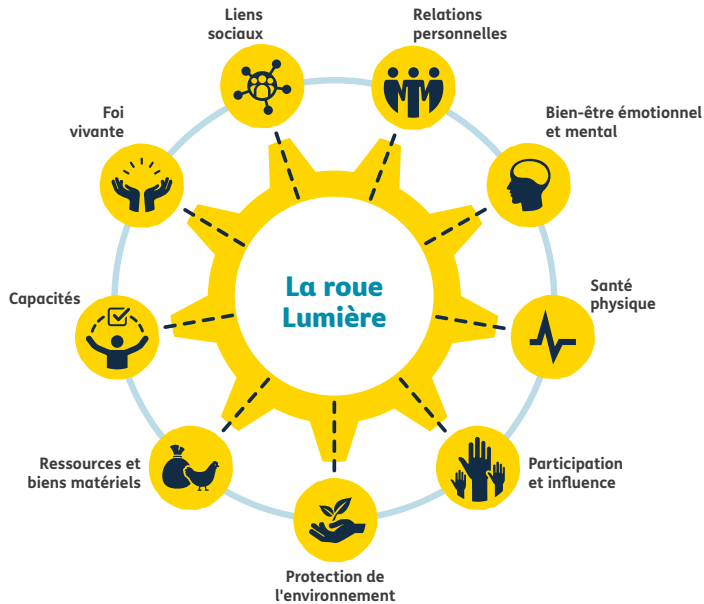 Liens
sociaux
Relations
personnelles
Foi
vivante
Bien-être émotionnel
et mental
Capacités
La roue
Lumière
Santé
physique
Ressources et
biens matériels
Participation
et influence
Protection de
l'environnement